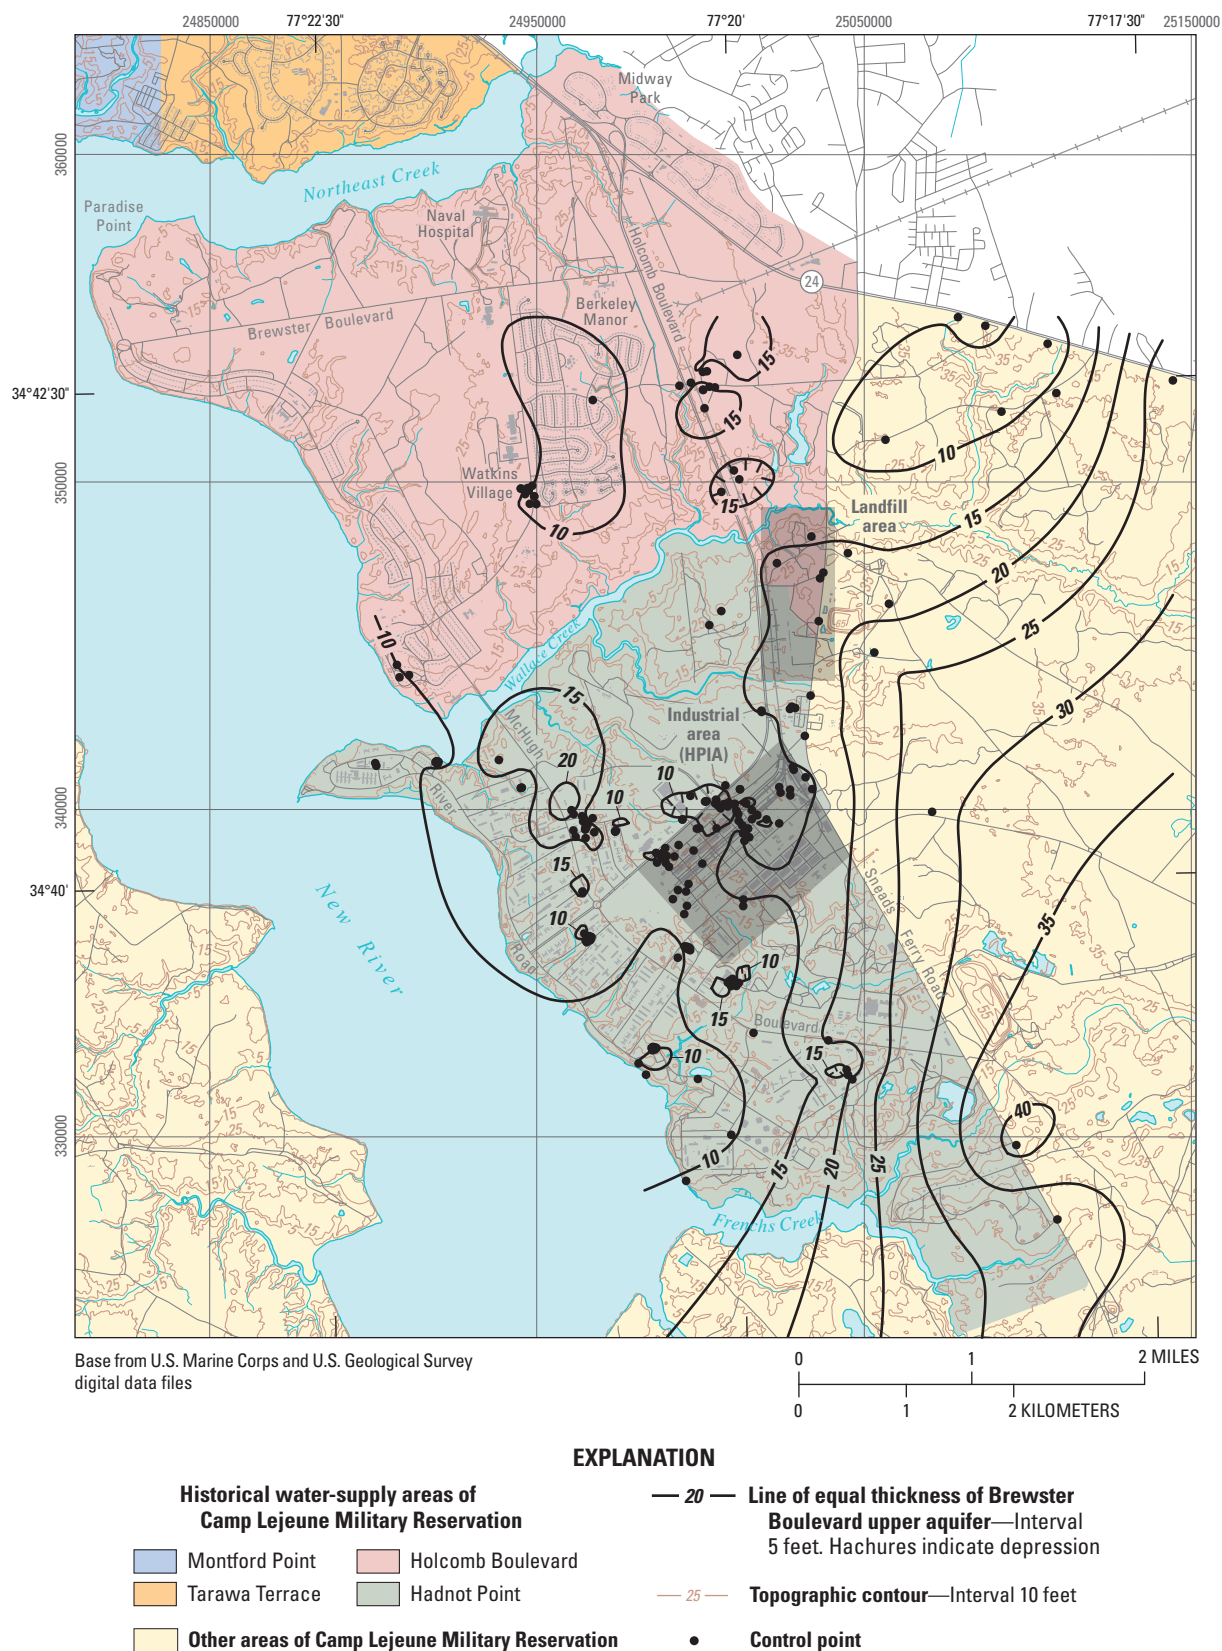 24850000
77°22'30"
24950000
77°20'
25050000
77°17'30"
25150000
Midway
Park
360000
Northeast Creek
Paradise
Point
Naval
Hospital
Holcomb Boulevard
24
Berkeley
Manor
Brewster Boulevard
15
34°42'30"
15
10
Watkins
Village
350000
15
10
Landfill
area
15
20
25
65
10
Wallace Creek
15
McHugh
Industrial
area
(HPIA)
30
20
10
10
River
340000
15
34°40'
Sneads
Ferry Road
New River
10
35
Road
10
15
Boulevard
10
15
40
330000
10
15
20
25
Frenchs Creek
Base from U.S. Marine Corps and U.S. Geological Survey
digital data files
0 1 2 MILES
0 1 2 KILOMETERS
EXPLANATION
Historical water-supply areas of
Camp Lejeune Military Reservation
Montford Point
Holcomb Boulevard
Tarawa Terrace
Hadnot Point
Other areas of Camp Lejeune Military Reservation
20 Line of equal thickness of Brewster
Boulevard upper aquifer—Interval
5 feet. Hachures indicate depression
25 Topographic contour—Interval 10 feet
Control point